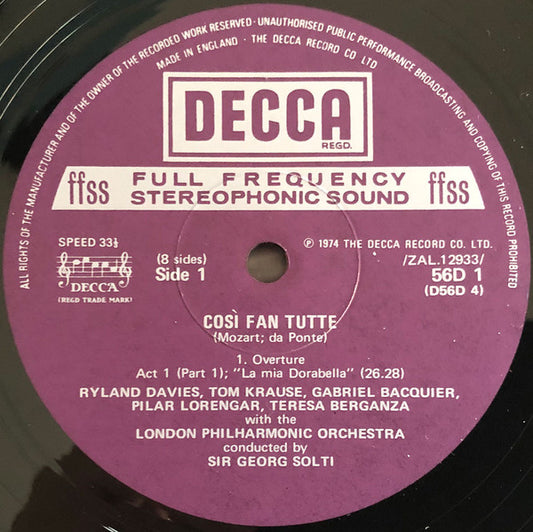 ALL RIGHTS OF THE MANUFACTURER AND OF THE OWNER OF THE RECORDED WORK RESERVED · UNAUTHORISED PUBLIC PERFORMANCE BROADCASTING AND COPYING OF THIS RECORD PROHIBITED
MADE IN ENGLAND · THE DECCA RECORD CO LTD
DECCA
REGD.
ffss FULL FREQUENCY ffss
STEREOPHONIC SOUND
SPEED 33⅓
DECCA
(REGD TRADE MARK)
(8 sides)
Side 1
℗ 1974 THE DECCA RECORD CO. LTD.
/ZAL.12933/
56D 1
(D56D 4)
COSÌ FAN TUTTE
(Mozart; da Ponte)
1. Overture
Act 1 (Part 1); "La mia Dorabella" (26.28)
RYLAND DAVIES, TOM KRAUSE, GABRIEL BACQUIER,
PILAR LORENGAR, TERESA BERGANZA
with the
LONDON PHILHARMONIC ORCHESTRA
conducted by
SIR GEORG SOLTI